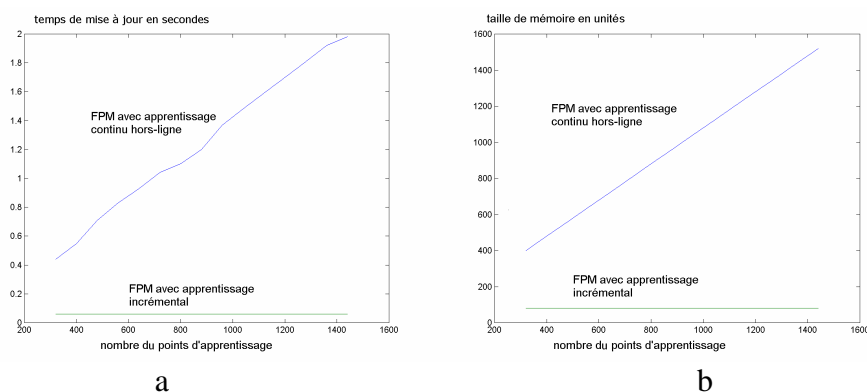 temps de mise à jour en secondes
2
1.8
1.6
1.4
1.2
1
0.8
0.6
0.4
0.2
0
FPM avec apprentissage
continu hors-ligne
FPM avec apprentissage
incrémental
200 400 600 800 1000 1200 1400 1600
nombre du points d'apprentissage
a
taille de mémoire en unités
1600
1400
1200
1000
800
600
400
200
0
FPM avec apprentissage
continu hors-ligne
FPM avec apprentissage
incrémental
200 400 600 800 1000 1200 1400 1600
nombre du points d'apprentissage
b